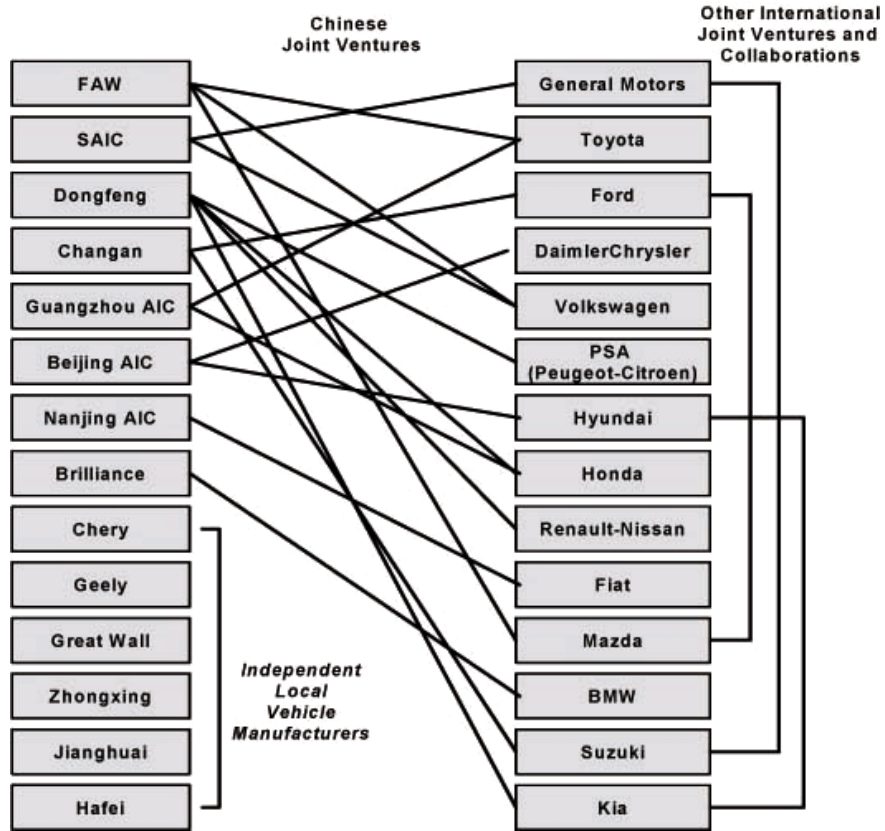 Chinese
Joint Ventures
Other International
Joint Ventures and
Collaborations
FAW
SAIC
Dongfeng
Changan
Guangzhou AIC
Beijing AIC
Nanjing AIC
Brilliance
Chery
Geely
Great Wall
Zhongxing
Jianghuai
Hafei
Independent
Local
Vehicle
Manufacturers
General Motors
Toyota
Ford
DaimlerChrysler
Volkswagen
PSA
(Peugeot-Citroen)
Hyundai
Honda
Renault-Nissan
Fiat
Mazda
BMW
Suzuki
Kia